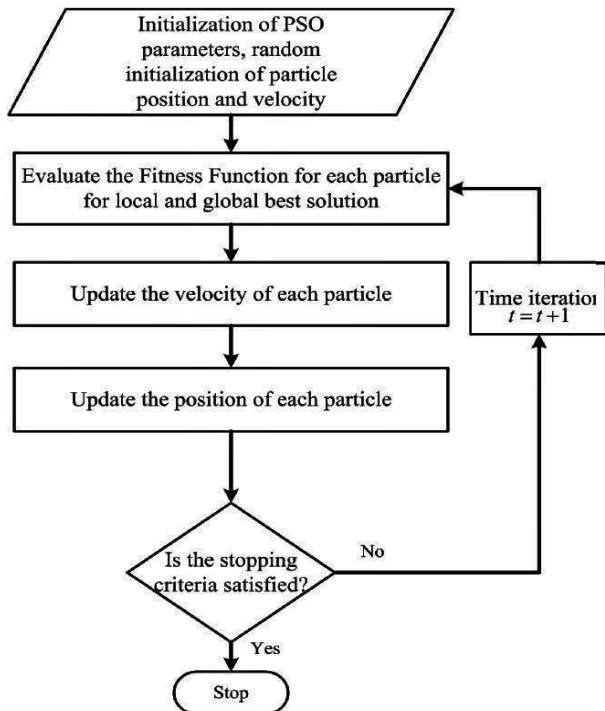 Initialization of PSO
parameters, random
initialization of particle
position and velocity
Evaluate the Fitness Function for each particle
for local and global best solution
Update the velocity of each particle
Time iteration
t = t+1
Update the position of each particle
Is the stopping
criteria satisfied?
No
Yes
Stop